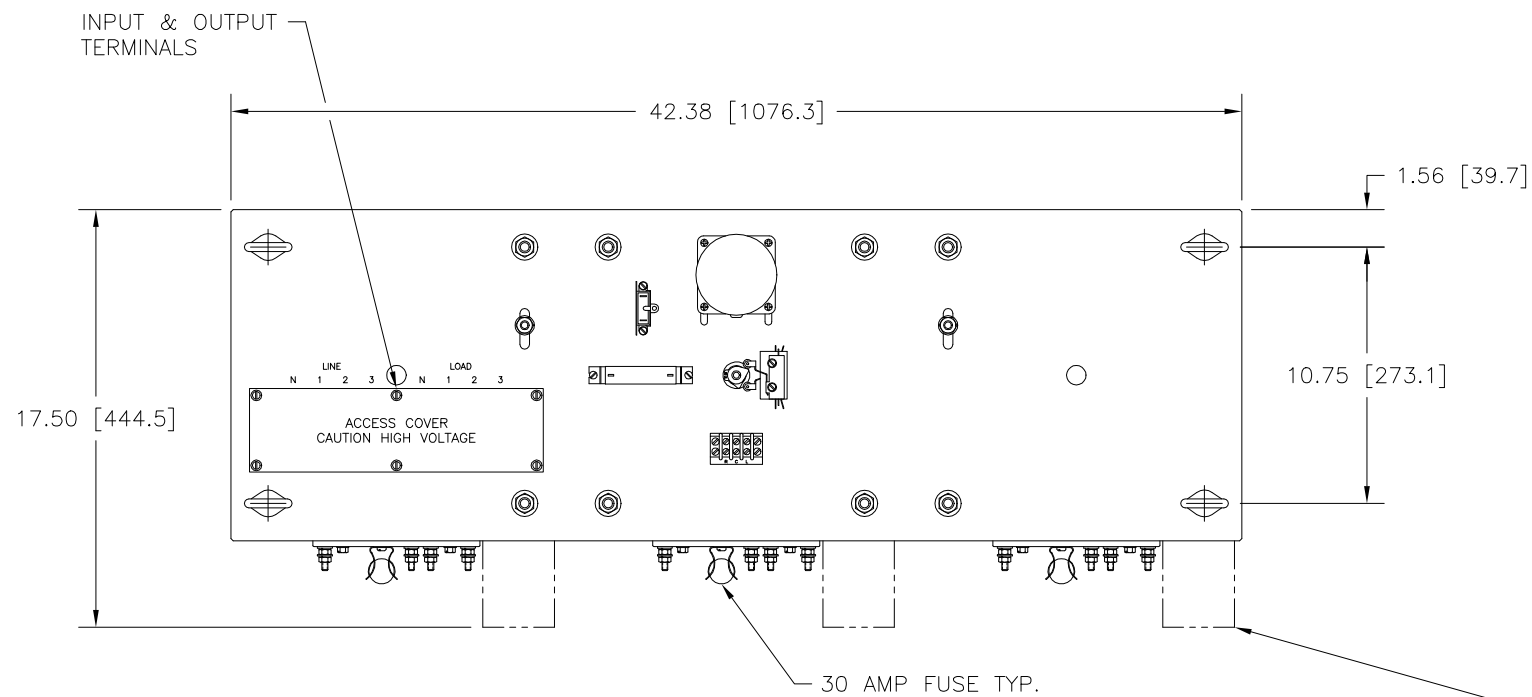 INPUT & OUTPUT
TERMINALS
42.38 [1076.3]
1.56 [39.7]
LINE LOAD
N 1 2 3 N 1 2 3
10.75 [273.1]
17.50 [444.5]
ACCESS COVER
CAUTION HIGH VOLTAGE
R C L
30 AMP FUSE TYP.